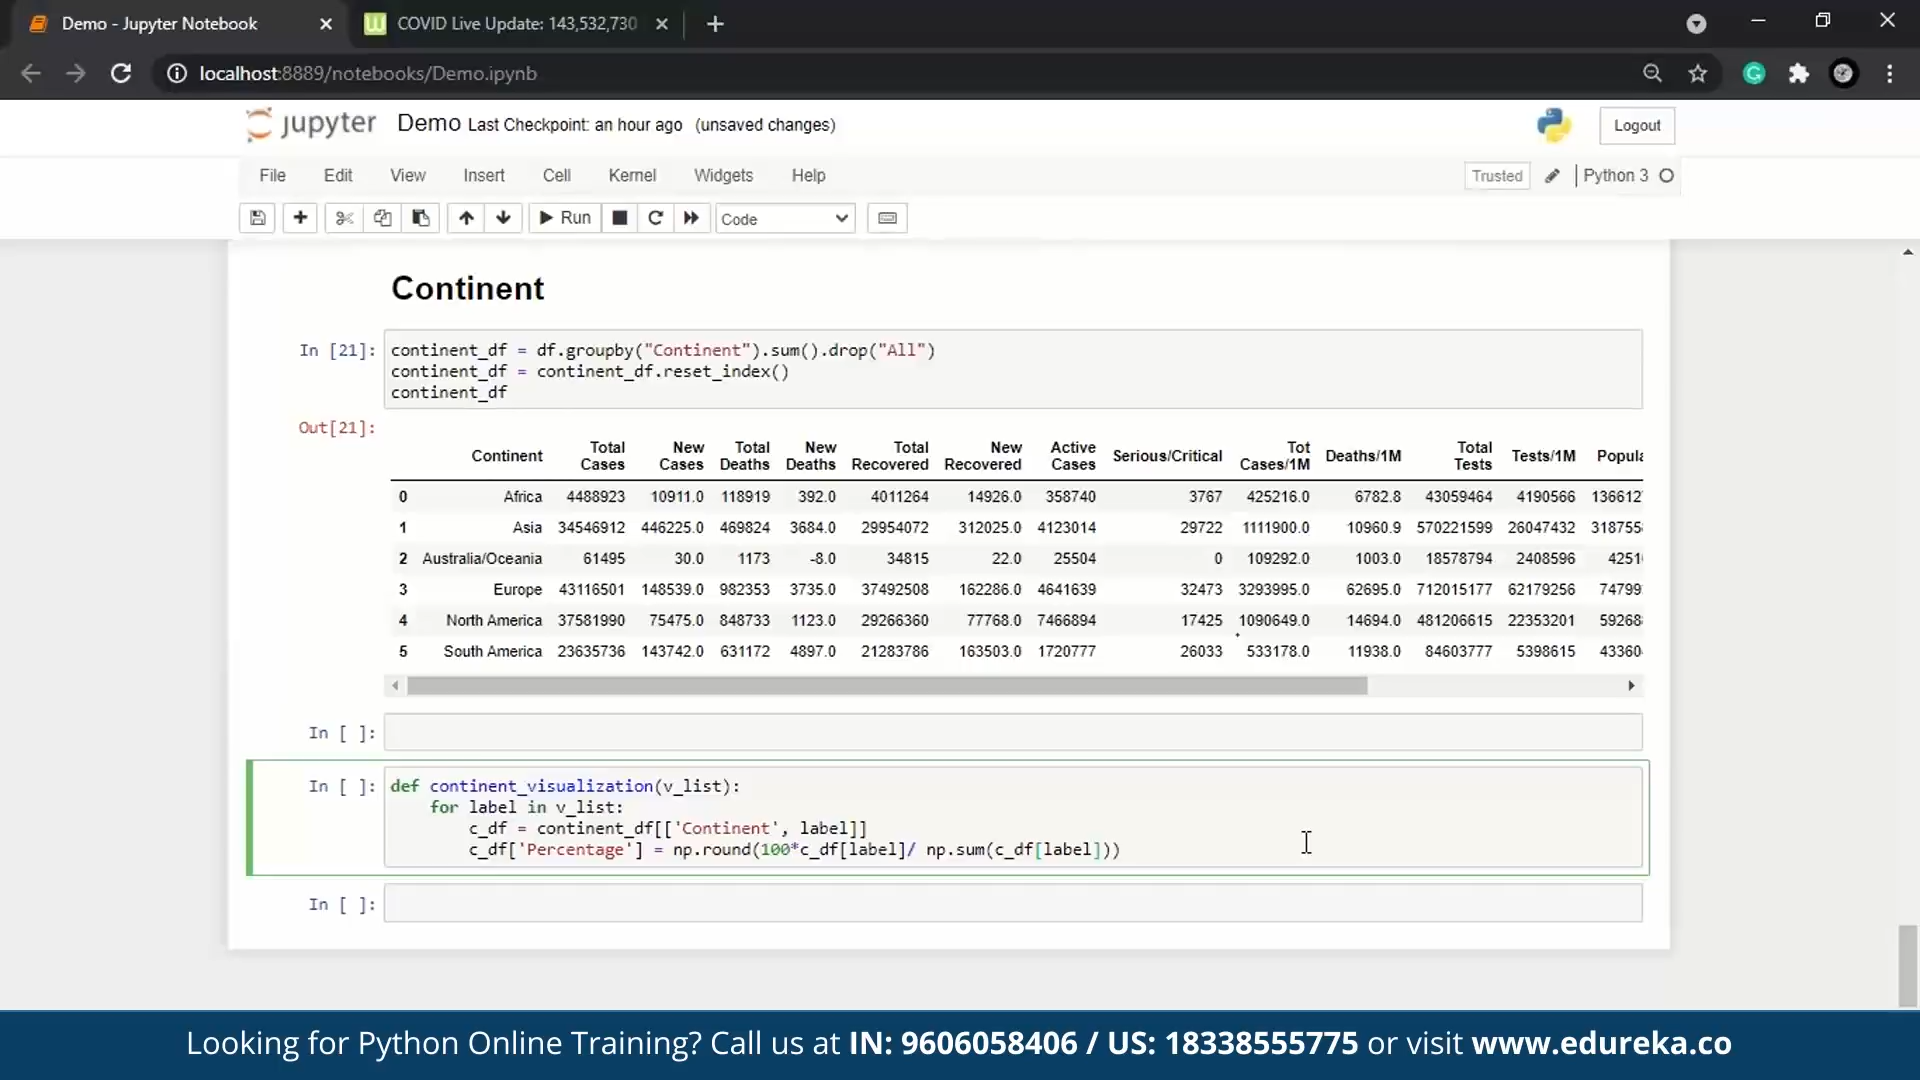 Demo - Jupyter Notebook
COVID Live Update: 143,532,730
localhost:8889/notebooks/Demo.ipynb
jupyter Demo Last Checkpoint: an hour ago (unsaved changes)
Logout
File Edit View Insert Cell Kernel Widgets Help
Trusted Python 3
Run Code
Continent
In [21]: continent_df = df.groupby("Continent").sum().drop("All")
continent_df = continent_df.reset_index()
continent_df
Out[21]:
Continent Total Cases New Cases Total Deaths New Deaths Total Recovered New Recovered Active Cases Serious/Critical Tot Cases/1M Deaths/1M Total Tests Tests/1M Popula
0 Africa 4488923 10911.0 118919 392.0 4011264 14926.0 358740 3767 425216.0 6782.8 43059464 4190566 136612
1 Asia 34546912 446225.0 469824 3684.0 29954072 312025.0 4123014 29722 1111900.0 10960.9 570221599 26047432 318755
2 Australia/Oceania 61495 30.0 1173 -8.0 34815 22.0 25504 0 109292.0 1003.0 18578794 2408596 4251
3 Europe 43116501 148539.0 982353 3735.0 37492508 162286.0 4641639 32473 3293995.0 62695.0 712015177 62179256 74799
4 North America 37581990 75475.0 848733 1123.0 29266360 77768.0 7466894 17425 1090649.0 14694.0 481206615 22353201 59268
5 South America 23635736 143742.0 631172 4897.0 21283786 163503.0 1720777 26033 533178.0 11938.0 84603777 5398615 43360
In [ ]:
In [ ]: def continent_visualization(v_list):
for label in v_list:
c_df = continent_df[['Continent', label]]
c_df['Percentage'] = np.round(100*c_df[label]/ np.sum(c_df[label]))
In [ ]:
Looking for Python Online Training? Call us at IN: 9606058406 / US: 18338555775 or visit www.edureka.co